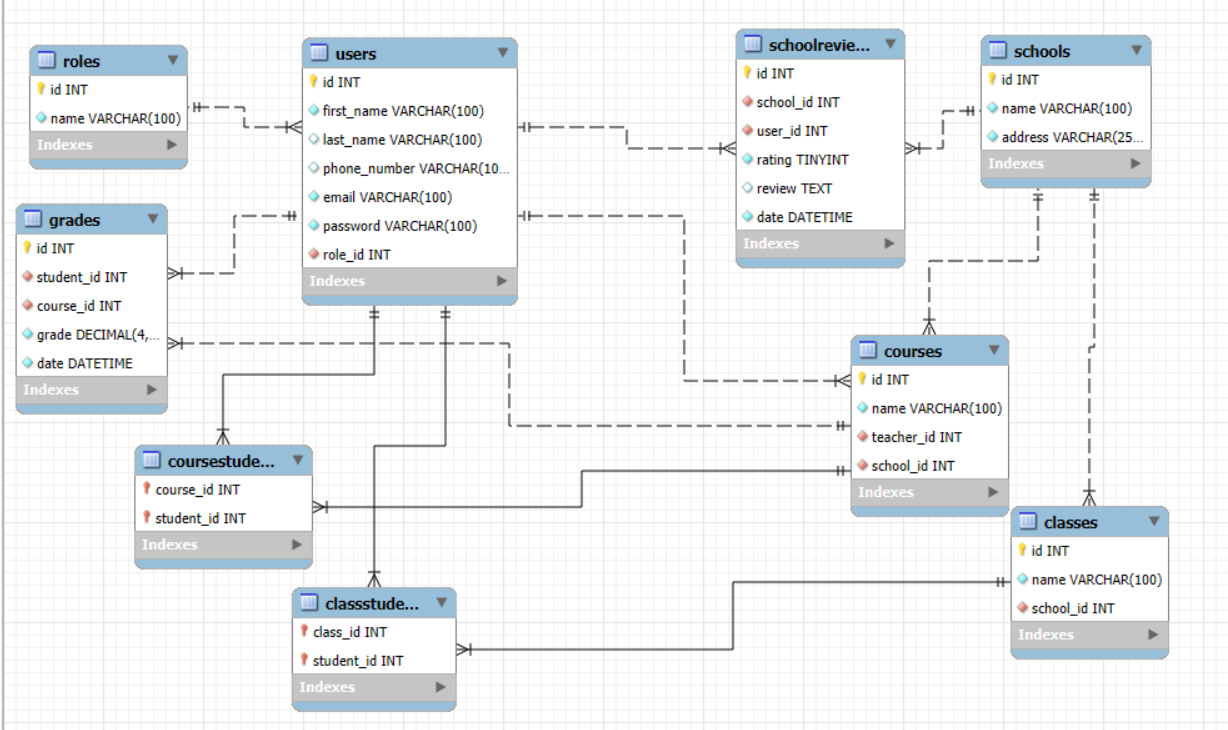 roles
id INT
name VARCHAR(100)
Indexes
users
id INT
first_name VARCHAR(100)
last_name VARCHAR(100)
phone_number VARCHAR(10...
email VARCHAR(100)
password VARCHAR(100)
role_id INT
Indexes
schoolrevie...
id INT
school_id INT
user_id INT
rating TINYINT
review TEXT
date DATETIME
Indexes
schools
id INT
name VARCHAR(100)
address VARCHAR(25...
Indexes
grades
id INT
student_id INT
course_id INT
grade DECIMAL(4,...
date DATETIME
Indexes
courses
id INT
name VARCHAR(100)
teacher_id INT
school_id INT
Indexes
coursestude...
course_id INT
student_id INT
Indexes
classes
id INT
name VARCHAR(100)
school_id INT
Indexes
classstude...
class_id INT
student_id INT
Indexes